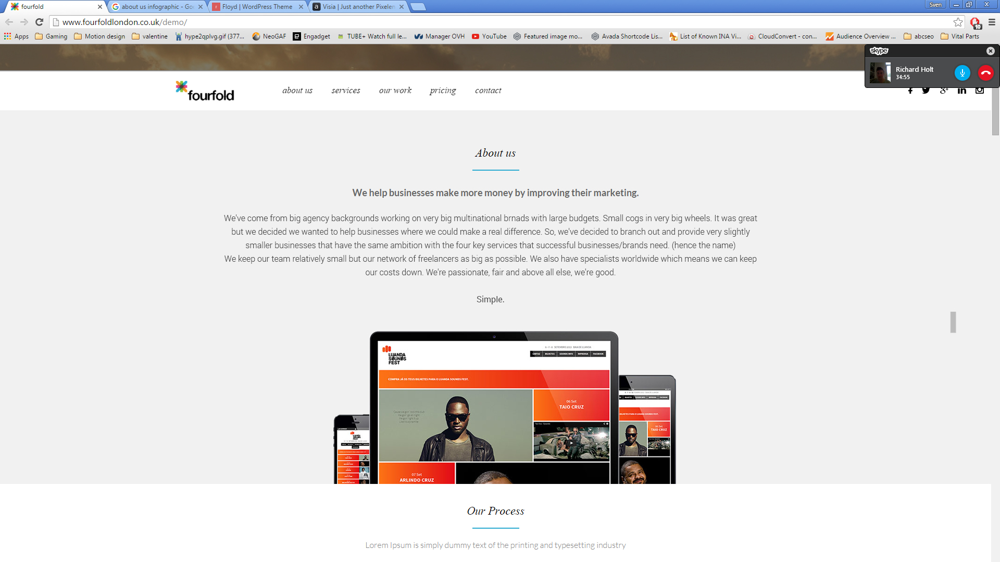 fourfold
about us infographic - Goo
Floyd | WordPress Theme
Visia | Just another Pixelen
Sven
www.fourfoldlondon.co.uk/demo/
10
Apps
Gaming
Motion design
valentine
hype2qplvg.gif (377...
NeoGAF
Engadget
TUBE+ Watch full le...
Manager OVH
YouTube
Featured image mo...
Avada Shortcode Lis...
List of Known INA Vi...
CloudConvert - con...
Audience Overview ...
abcseo
Vital Parts
skype
Richard Holt
34:55
fourfold
about us
services
our work
pricing
contact
About us
We help businesses make more money by improving their marketing.
We've come from big agency backgrounds working on very big multinational brnads with large budgets. Small cogs in very big wheels. It was great
but we decided we wanted to help businesses where we could make a real difference. So, we've decided to branch out and provide very slightly
smaller businesses that have the same ambition with the four key services that successful businesses/brands need. (hence the name)
We keep our team relatively small but our network of freelancers as big as possible. We also have specialists worldwide which means we can keep
our costs down. We're passionate, fair and above all else, we're good.
Simple.
LUANDA
SOUNDS
FEST
6 - 7 - 8 SETEMBRO 2013 BAIA DE LUANDA
CARTAZ
BILHETES
SOUNDS INFO
IMPRENSA
FACEBOOK
COMPRA JÁ OS TEUS BILHETES PARA O LUANDA SOUNDS FEST.
06 Set
TAIO CRUZ
Taio Cruz - Dynamite
07 Set
ARLINDO CRUZ
06 Set
TAIO CRUZ
LUANDA
SOUNDS
FEST
Our Process
Lorem Ipsum is simply dummy text of the printing and typesetting industry